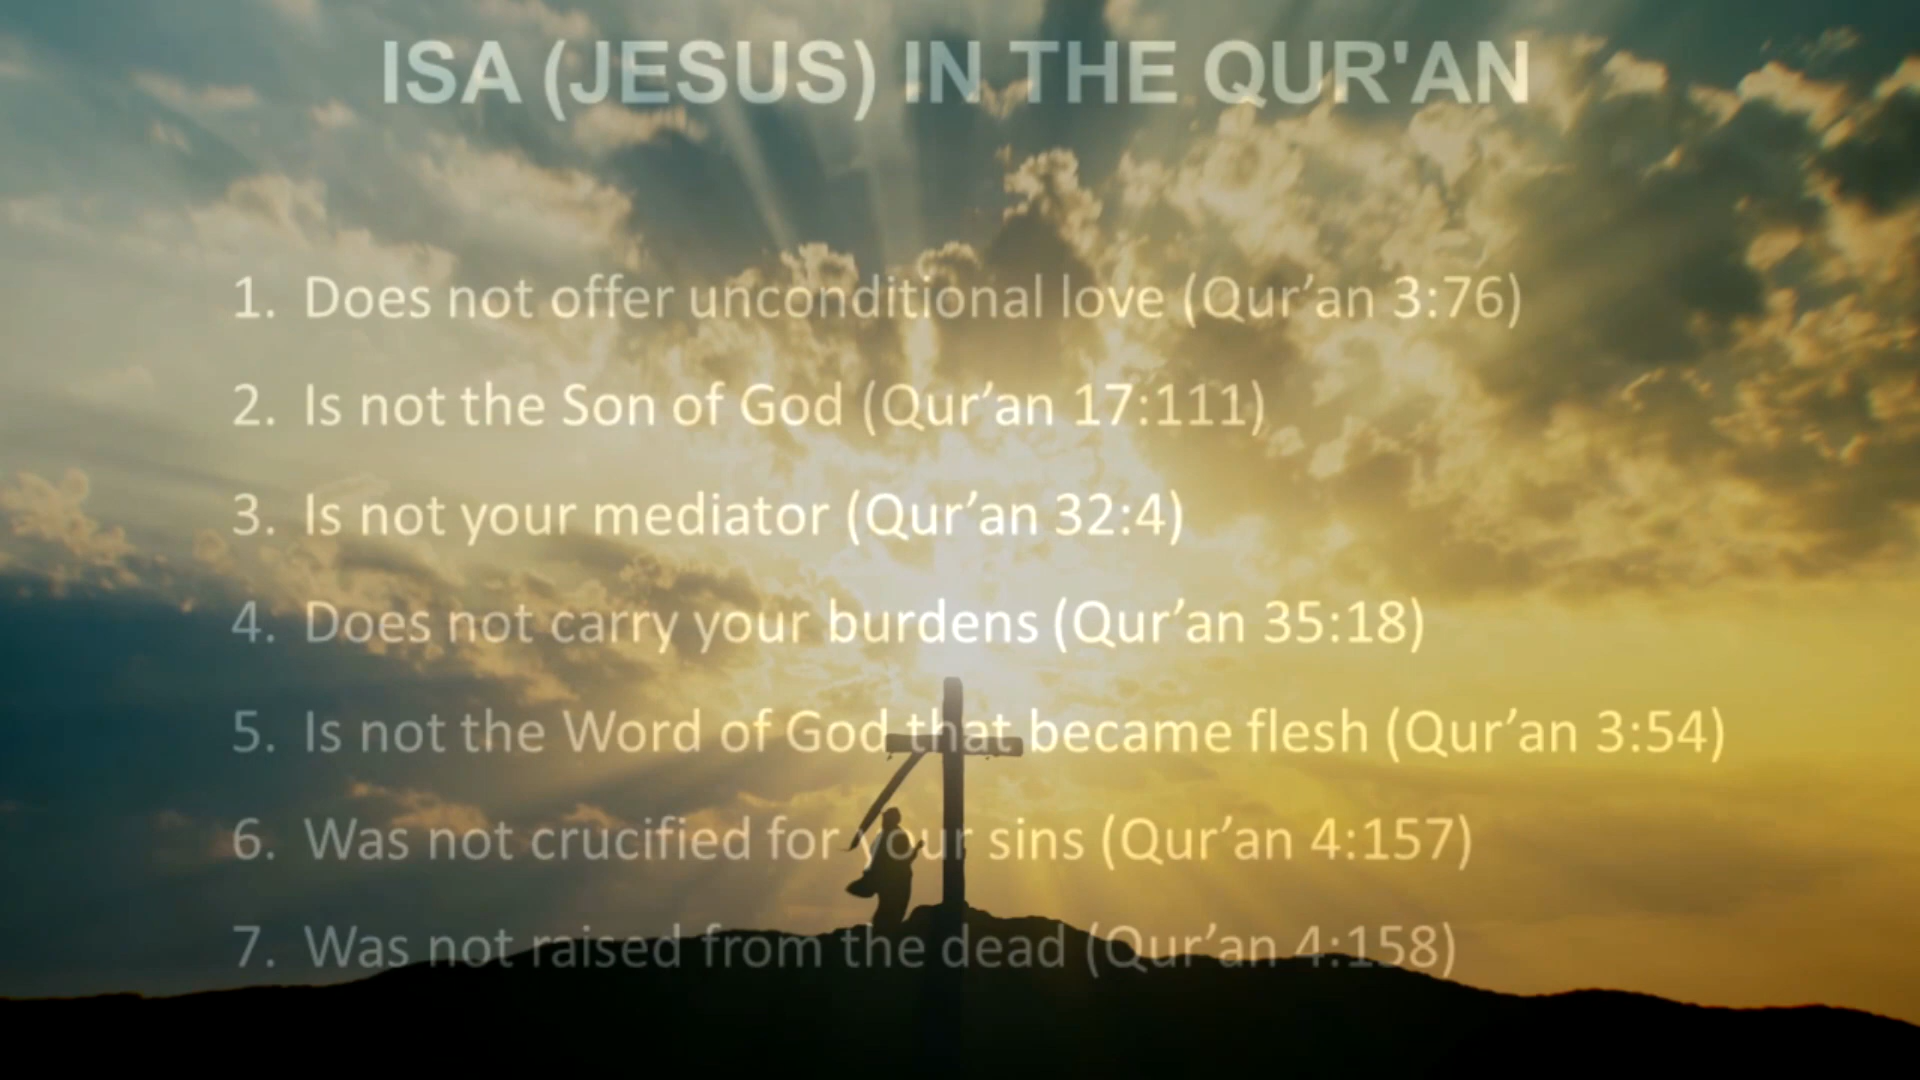 ISA (JESUS) IN THE QUR'AN
1. Does not offer unconditional love (Qur’an 3:76)
2. Is not the Son of God (Qur’an 17:111)
3. Is not your mediator (Qur’an 32:4)
4. Does not carry your burdens (Qur’an 35:18)
5. Is not the Word of God that became flesh (Qur’an 3:54)
6. Was not crucified for your sins (Qur’an 4:157)
7. Was not raised from the dead (Qur’an 4:158)